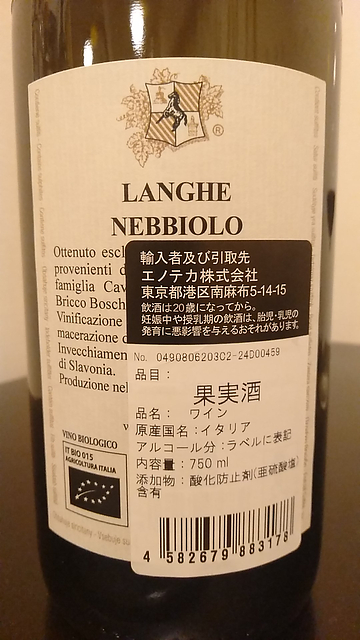 ®
LANGHE
NEBBIOLO
Ottenuto
provenienti d
famiglia
Bricco Bosch
Vinificazione
macerazione
Invecchiamen
di Slavonia.
Produzione
VINO BIOLOGICO
IT BIO 015
AGRICOLTURA ITALIA
輸入者及び引取先
エノテカ株式会社
東京都港区南麻布5-14-15
飲酒は20歳になってから。
妊娠中や授乳期の飲酒は、胎児・乳児の
発育に悪影響を与えるおそれがあります。
No. 0490806203C2-24D00459
品目：
果実酒
品名： ワイン
原産国名：イタリア
アルコール分：ラベルに表記
内容量：750 ml
添加物：酸化防止剤(亜硫酸塩)
含有
4 582679 883178